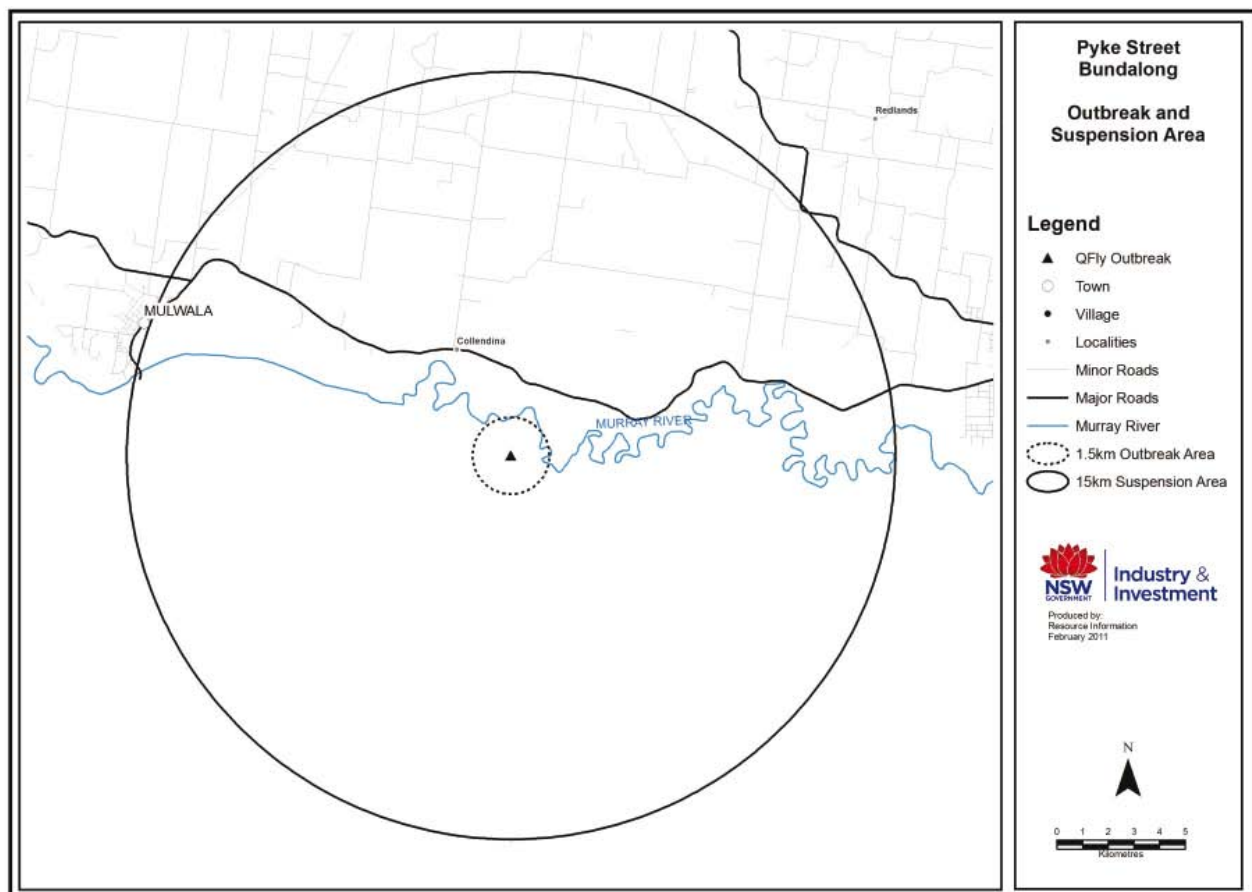 Redlands
MULWALA
Collendina
MURRAY RIVER
Pyke Street
Bundalong
Outbreak and
Suspension Area
Legend
QFly Outbreak
Town
Village
Localities
Minor Roads
Major Roads
Murray River
1.5km Outbreak Area
15km Suspension Area
NSW
GOVERNMENT
Industry &
Investment
Produced by:
Resource Information
February 2011
N
0 1 2 3 4 5
Kilometres